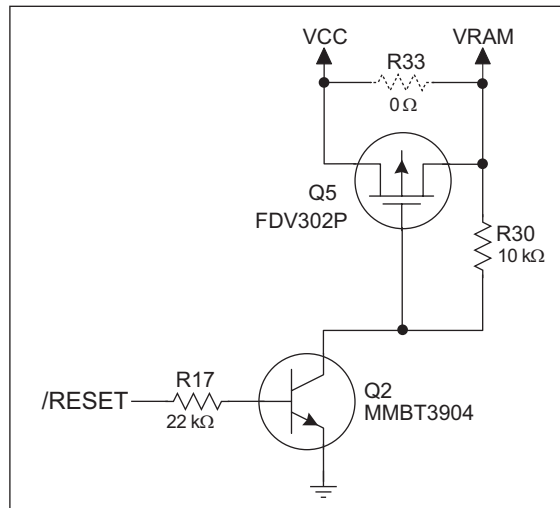 VCC
VRAM
R33
0 Ω
Q5
FDV302P
R30
10 kΩ
R17
/RESET
22 kΩ
Q2
MMBT3904